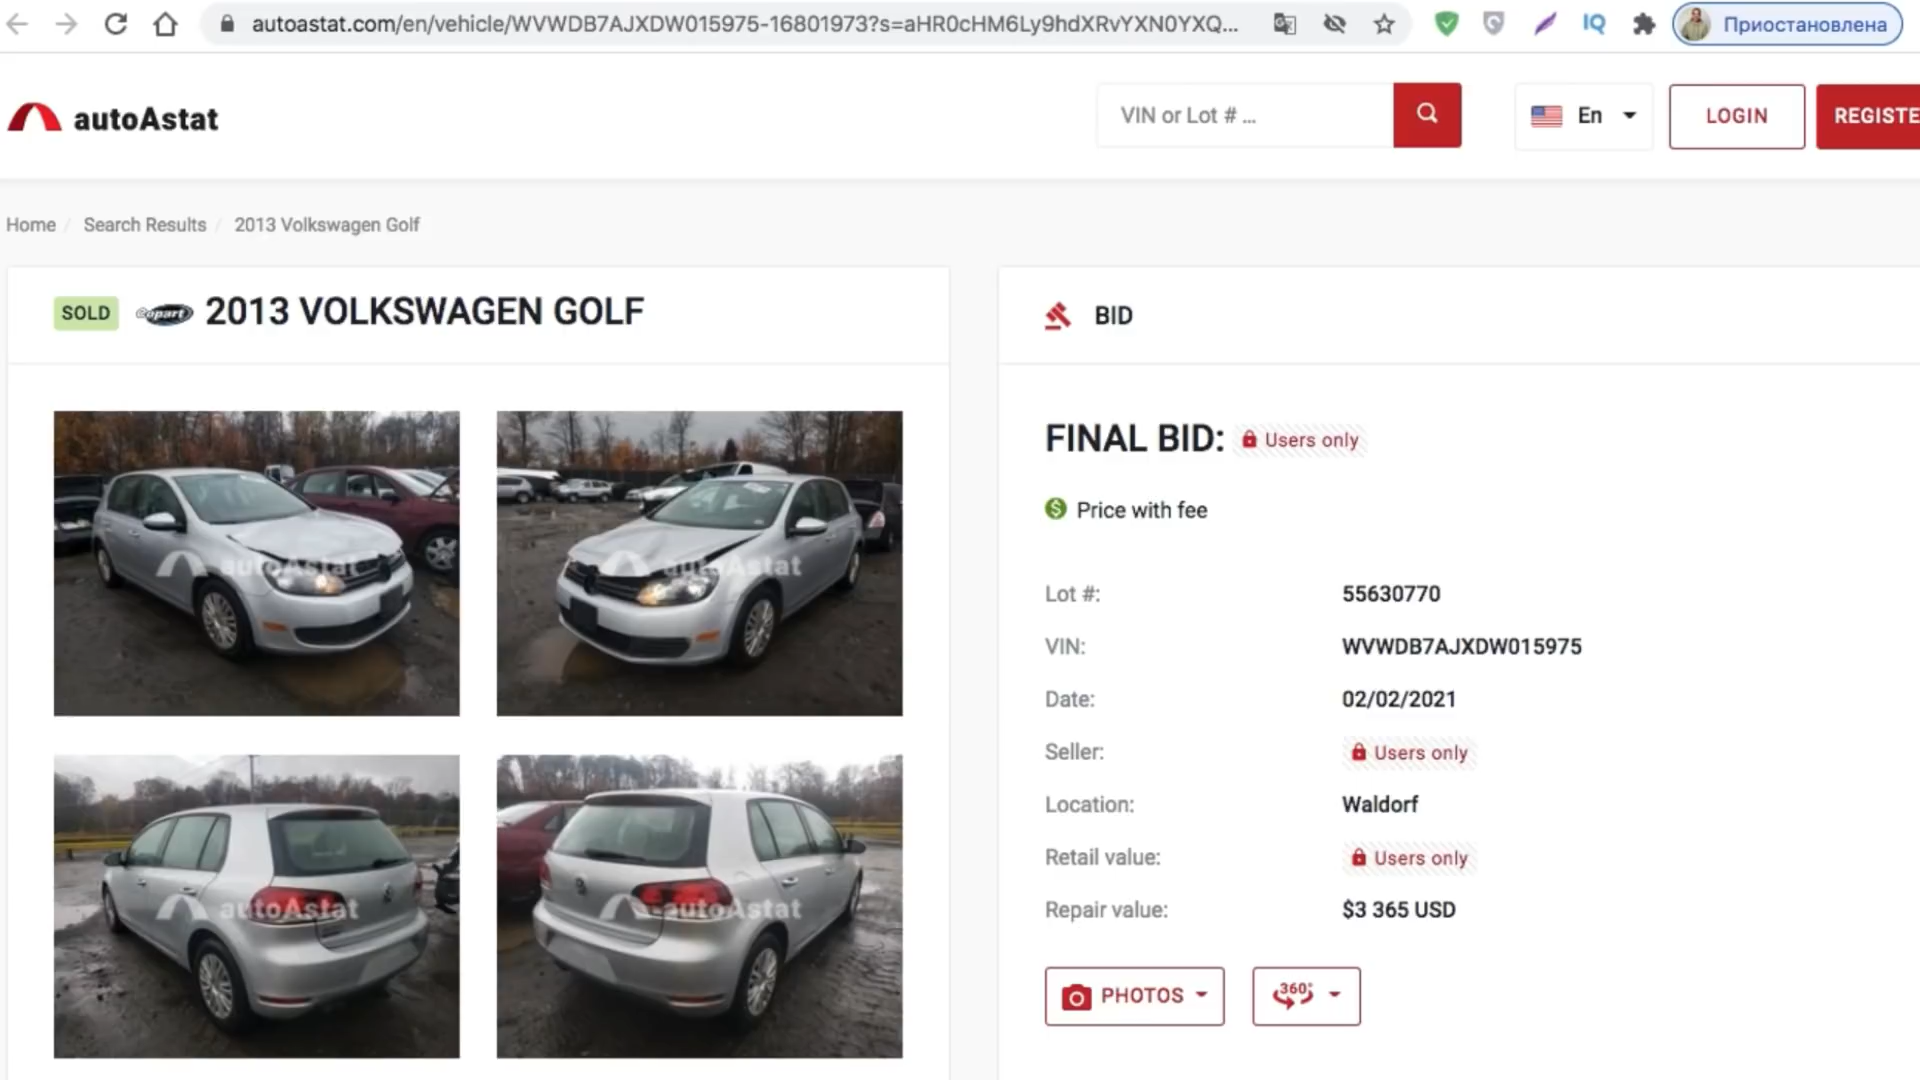 autoastat.com/en/vehicle/WVWDB7AJXDW015975-16801973?s=aHR0cHM6Ly9hdXRvYXN0YXQ...
IQ
Приостановлена
autoAstat
VIN or Lot # ...
En
LOGIN
REGISTE
Home / Search Results / 2013 Volkswagen Golf
SOLD
Copart
2013 VOLKSWAGEN GOLF
autoAstat
autoAstat
autoAstat
autoAstat
BID
FINAL BID: Users only
Price with fee
Lot #: 55630770
VIN: WVWDB7AJXDW015975
Date: 02/02/2021
Seller: Users only
Location: Waldorf
Retail value: Users only
Repair value: $3 365 USD
PHOTOS
360°